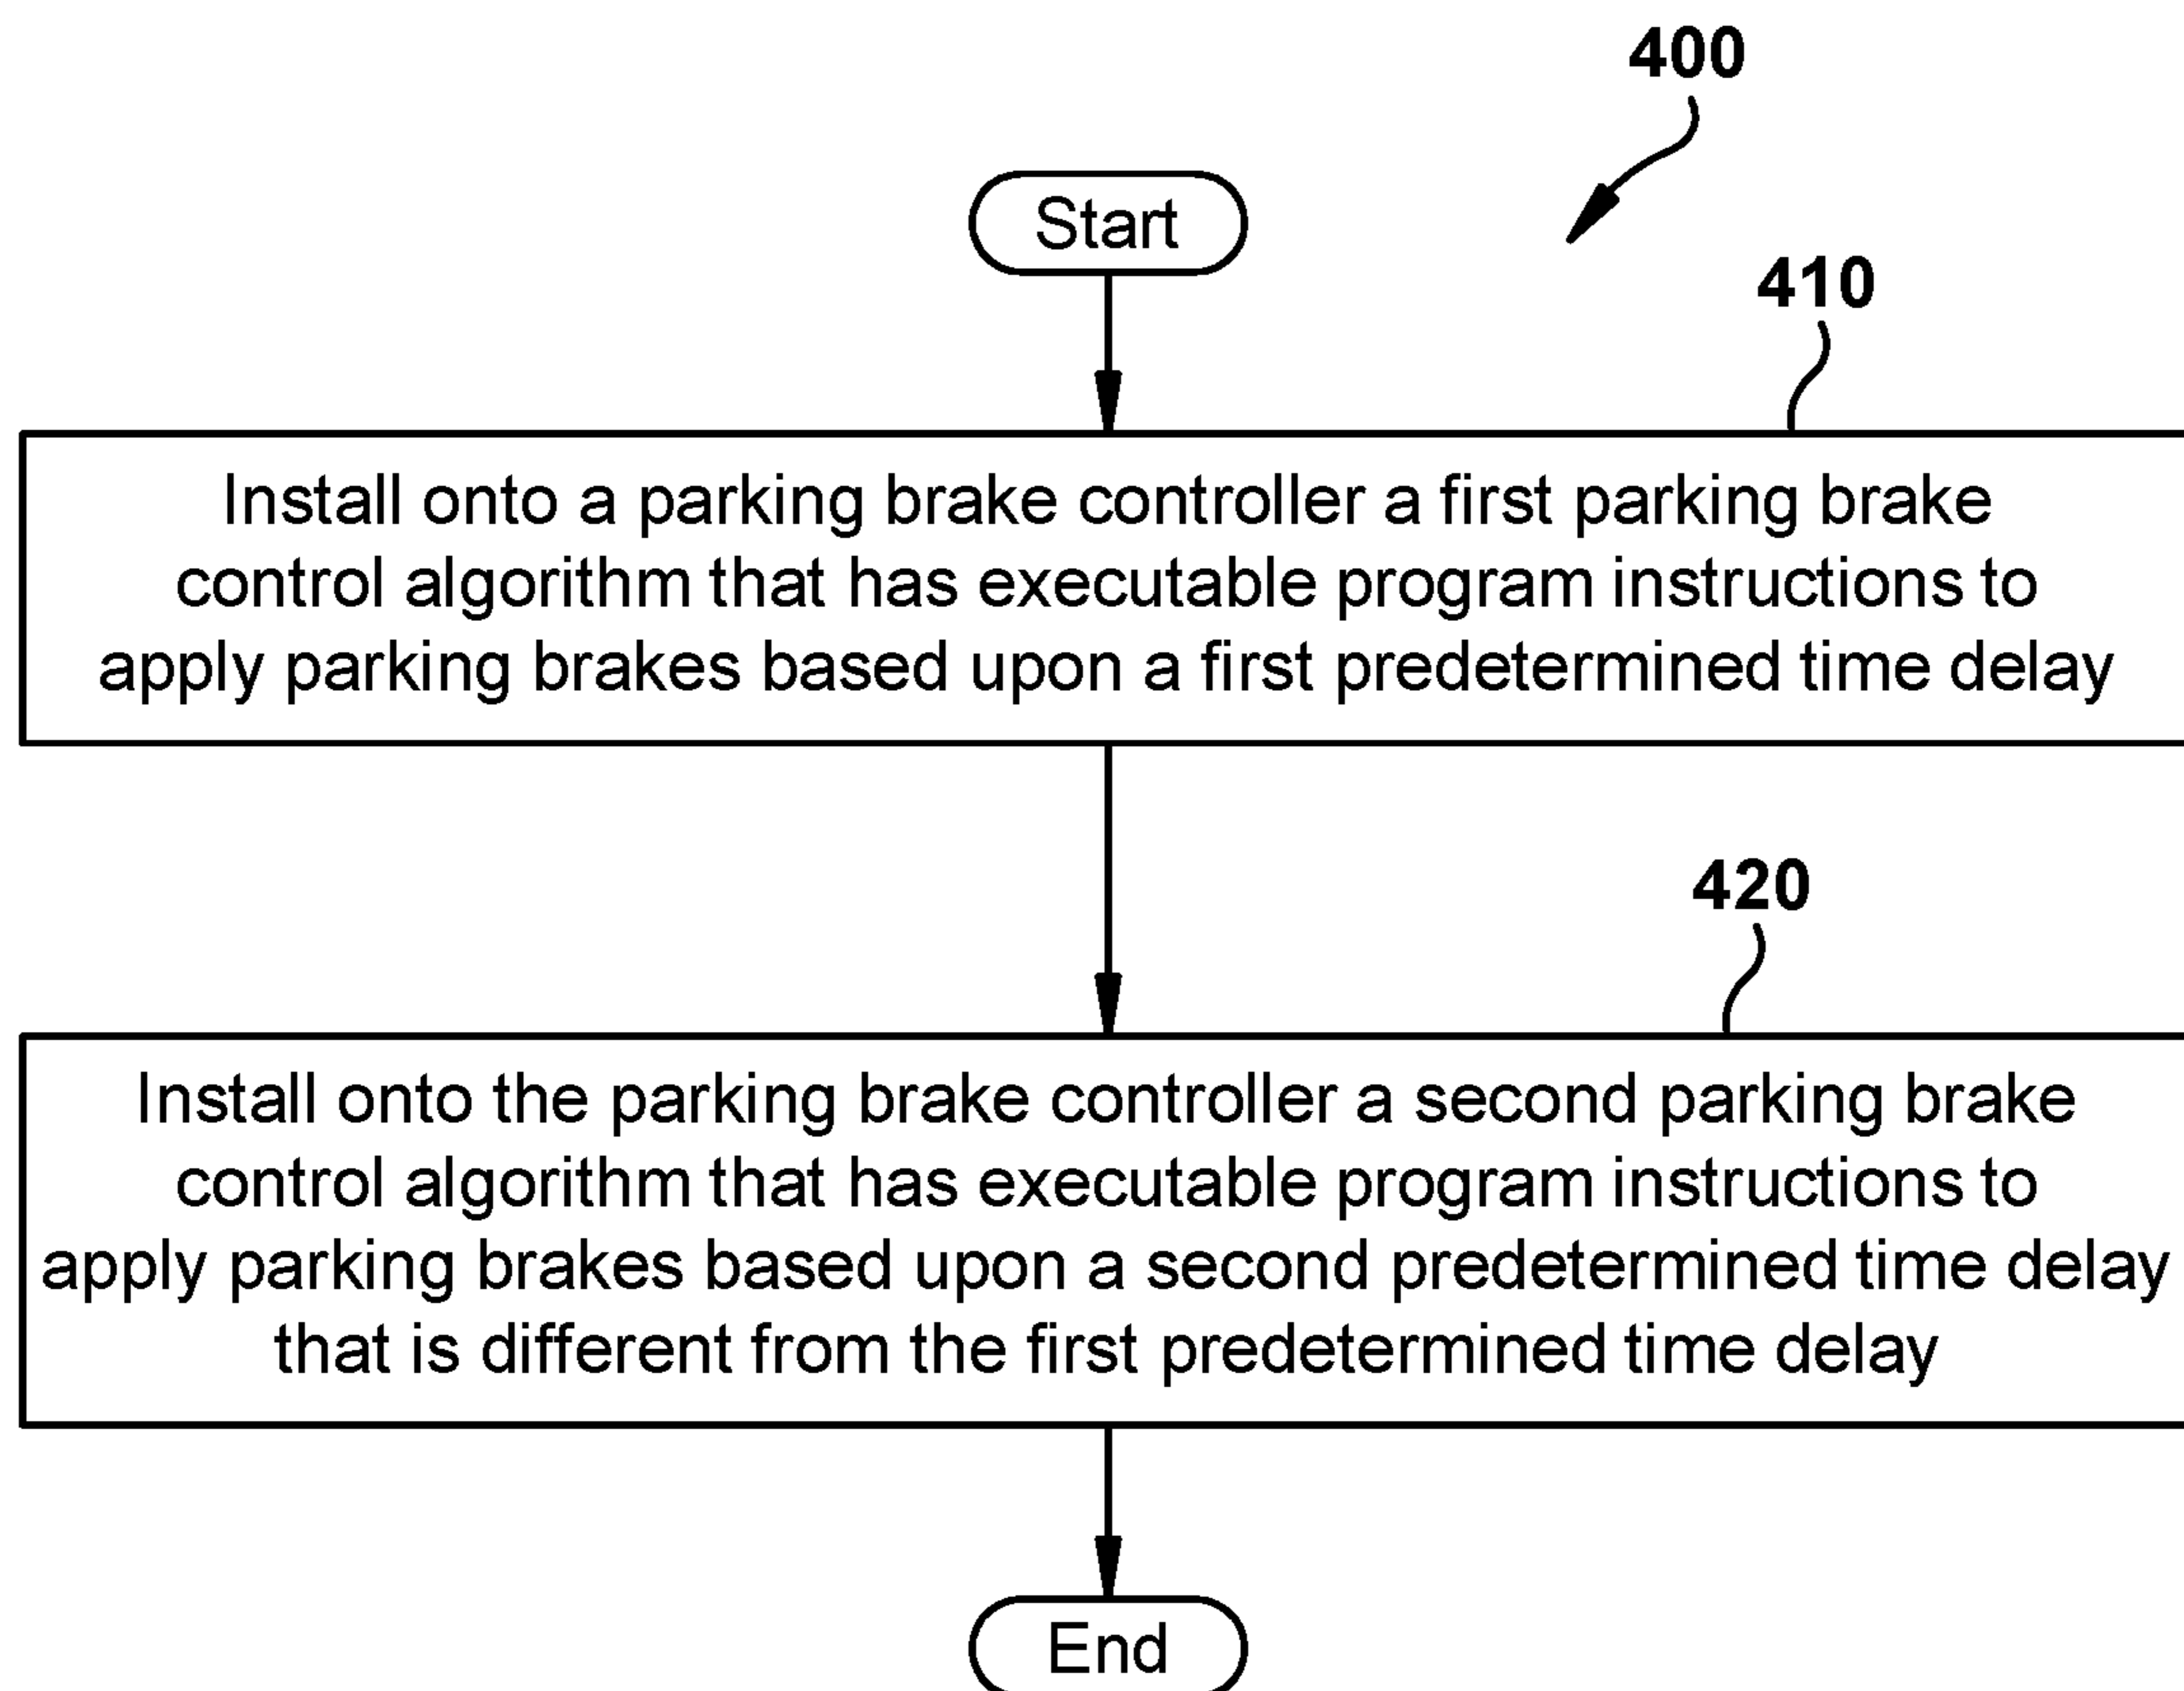 400
Start
410
Install onto a parking brake controller a first parking brake
control algorithm that has executable program instructions to
apply parking brakes based upon a first predetermined time delay
420
Install onto the parking brake controller a second parking brake
control algorithm that has executable program instructions to
apply parking brakes based upon a second predetermined time delay
that is different from the first predetermined time delay
End